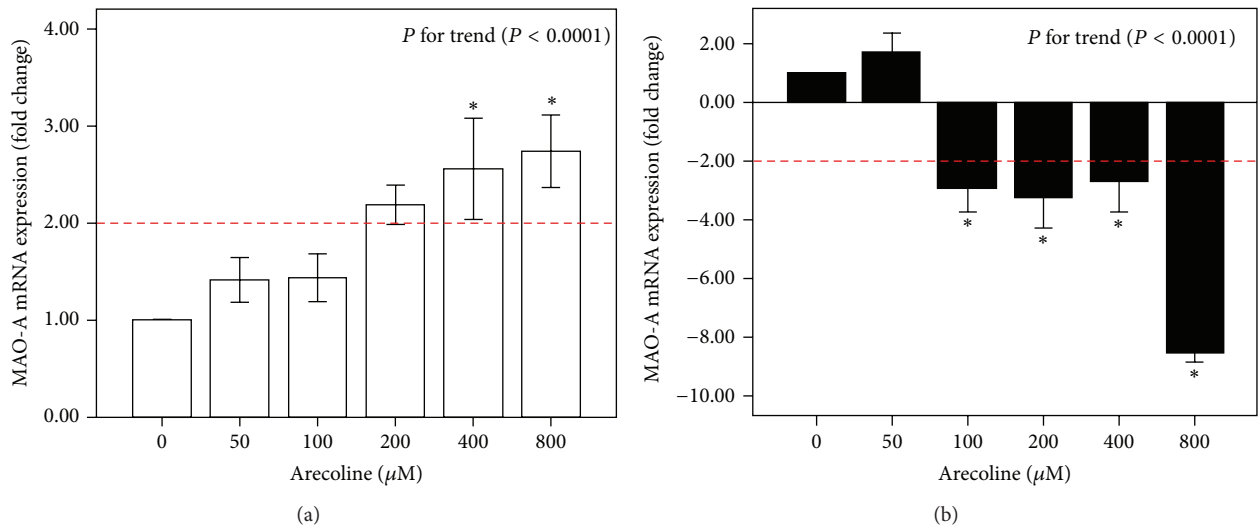 MAO-A mRNA expression (fold change)
4.00
3.00
2.00
1.00
0.00
P for trend (P < 0.0001)
*
*
0 50 100 200 400 800
Arecoline (μM)
(a)
MAO-A mRNA expression (fold change)
2.00
0.00
−2.00
−4.00
−6.00
−8.00
−10.00
P for trend (P < 0.0001)
*
*
*
*
0 50 100 200 400 800
Arecoline (μM)
(b)